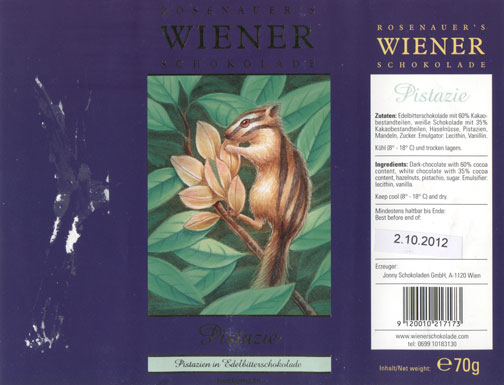 ROSENAUER'S
WIENER
SCHOKOLADE
Pistazie
Pistazien in Edelbitterschokolade
ROSENAUER'S
WIENER
SCHOKOLADE
Pistazie
Zutaten: Edelbitterschokolade mit 60% Kakao-
bestandteilen, weiße Schokolade mit 35%
Kakaobestandteilen, Haselnüsse, Pistazien,
Mandeln, Zucker. Emulgator: Lecithin, Vanillin.
Kühl (8° - 18° C) und trocken lagern.
Ingredients: Dark-chocolate with 60% cocoa
content, white chocolate with 35% cocoa
content, hazelnuts, pistachio, sugar. Emulsifier:
lecithin, vanilla.
Keep cool (8° - 18° C) and dry.
Mindestens haltbar bis Ende:
Best before end of:
2.10.2012
Erzeuger:
Jonny Schokoladen GmbH, A-1120 Wien
9 120010 217173
www.wienerschokolade.com
tel: 0699 10183130
Inhalt/Net weight: e 70g